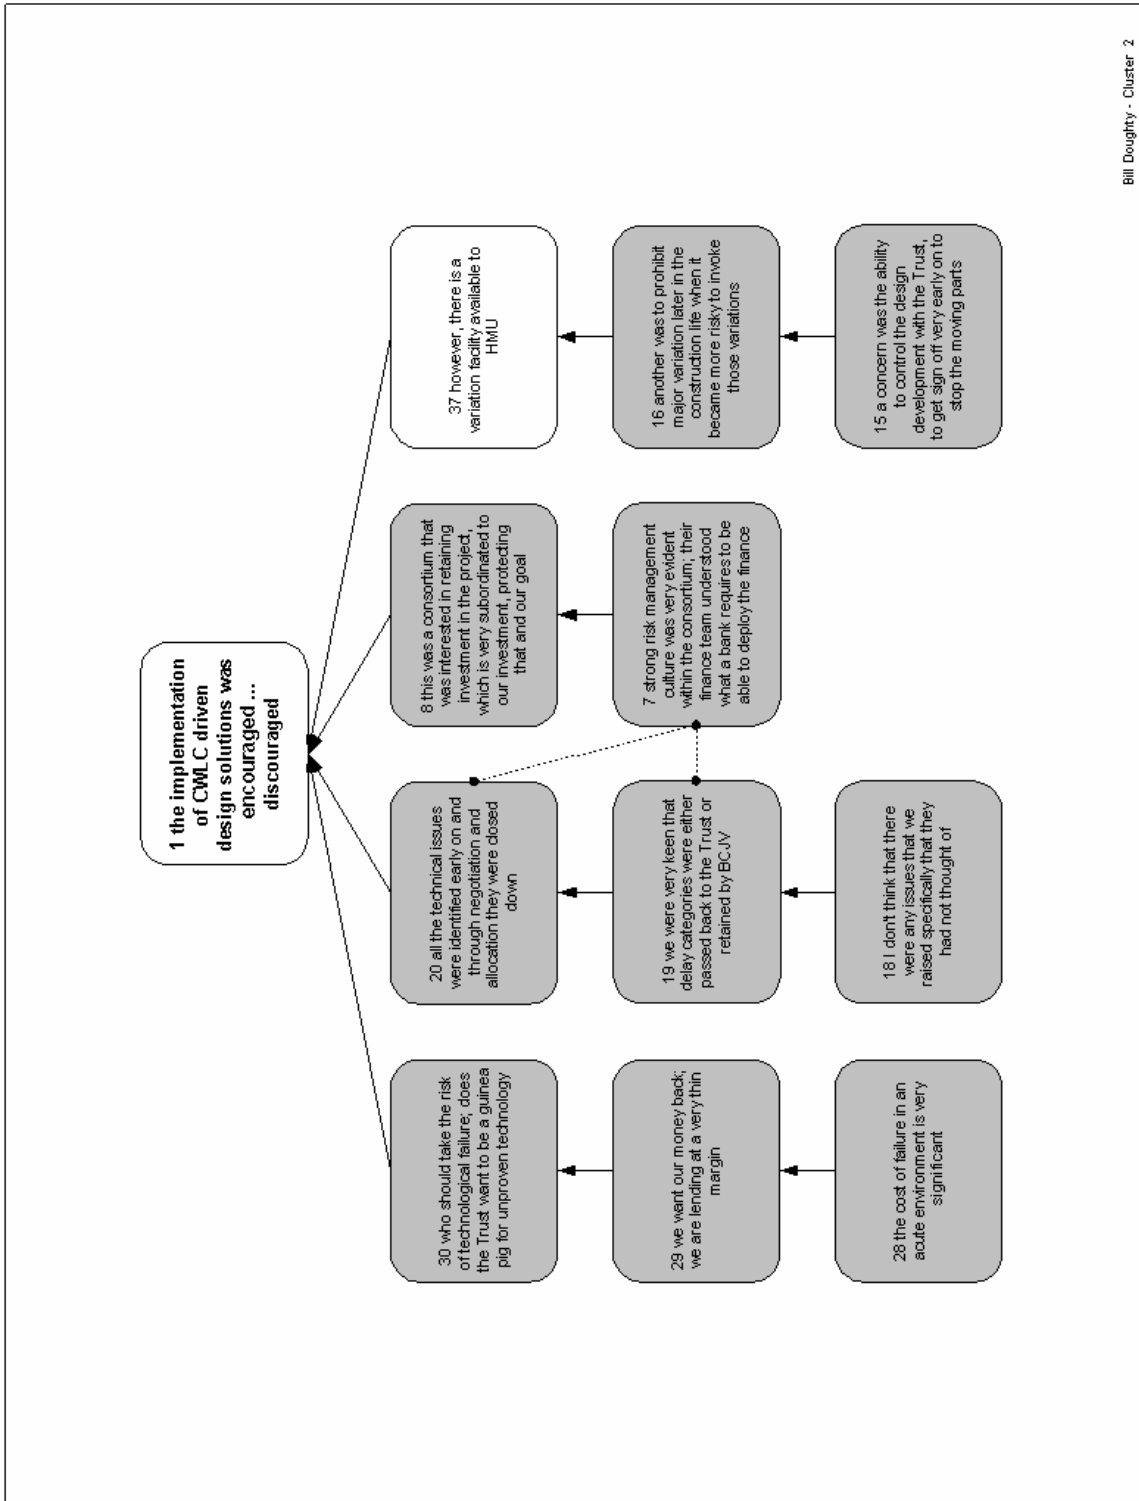 1 the implementation
of CWLC driven
design solutions was
encouraged ...
discouraged
30 who should take the risk
of technological failure; does
the Trust want to be a guinea
pig for unproven technology
20 all the technical issues
were identified early on and
through negotiation and
allocation they were closed
down
8 this was a consortium that
was interested in retaining
investment in the project,
which is very subordinated to
our investment, protecting
that and our goal
37 however, there is a
variation facility available to
HMU
29 we want our money back;
we are lending at a very thin
margin
19 we were very keen that
delay categories were either
passed back to the Trust or
retained by BCJV
7 strong risk management
culture was very evident
within the consortium; their
finance team understood
what a bank requires to be
able to deploy the finance
16 another was to prohibit
major variation later in the
construction life when it
became more risky to invoke
those variations
28 the cost of failure in an
acute environment is very
significant
18 I don't think that there
were any issues that we
raised specifically that they
had not thought of
15 a concern was the ability
to control the design
development with the Trust,
to get sign off very early on to
stop the moving parts
Bill Doughty - Cluster 2